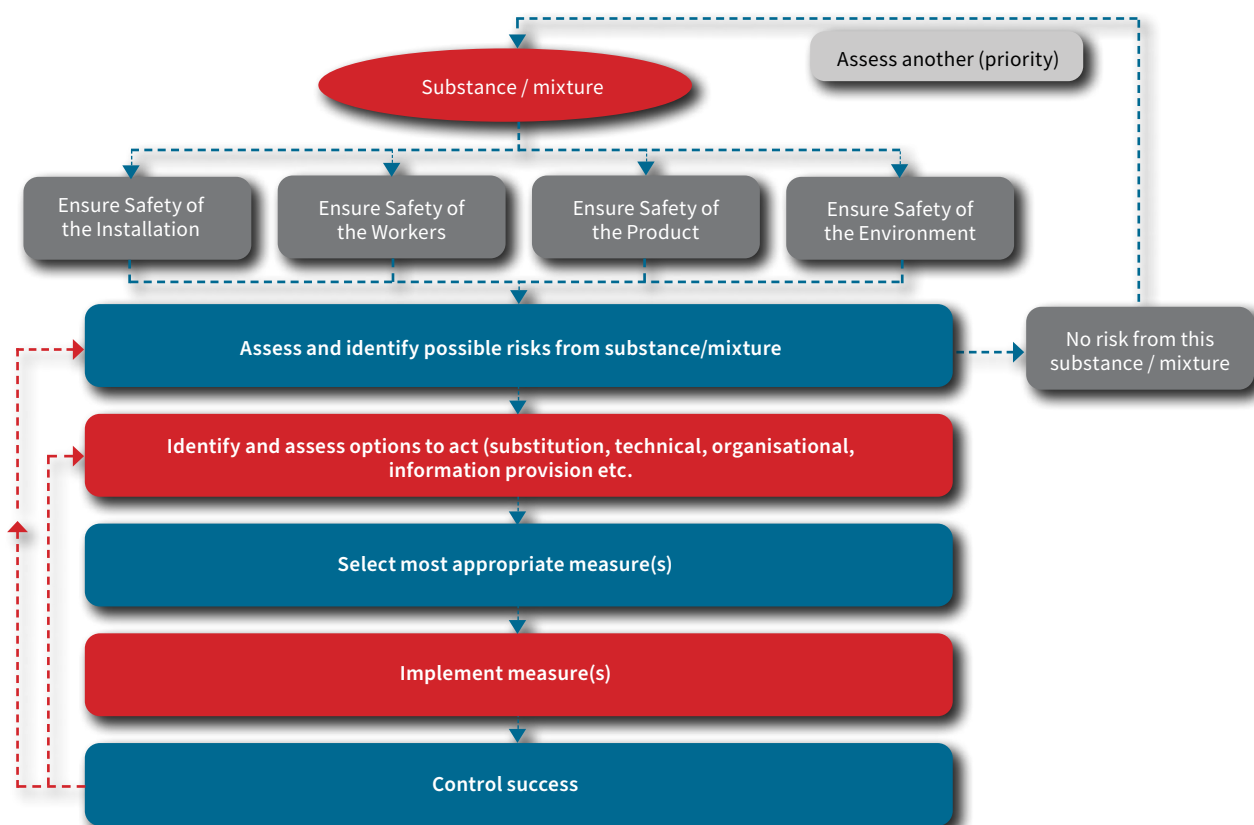 Assess another (priority)
Substance / mixture
Ensure Safety of
the Installation
Ensure Safety of
the Workers
Ensure Safety of
the Product
Ensure Safety of
the Environment
Assess and identify possible risks from substance/mixture
No risk from this
substance / mixture
Identify and assess options to act (substitution, technical, organisational,
information provision etc.
Select most appropriate measure(s)
Implement measure(s)
Control success